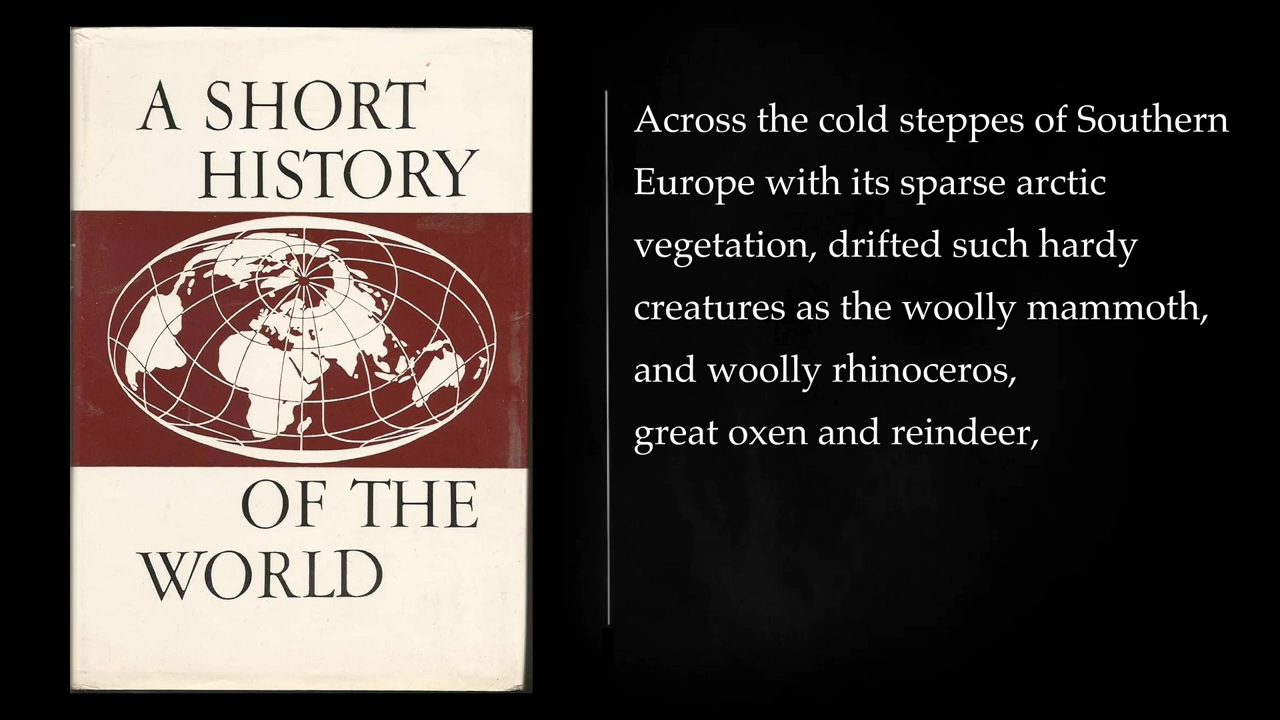 A SHORT
HISTORY
OF THE
WORLD
Across the cold steppes of Southern
Europe with its sparse arctic
vegetation, drifted such hardy
creatures as the woolly mammoth,
and woolly rhinoceros,
great oxen and reindeer,